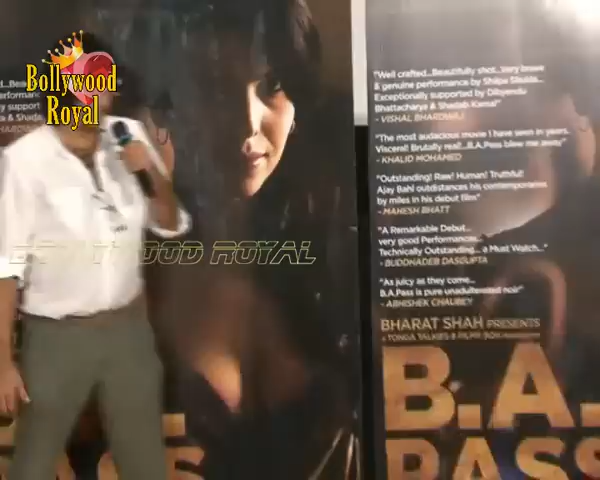 Bollywood
Royal
BOLLYWOOD ROYAL
"Well crafted...Beautifully shot...Very brave
& genuine performance by Shilpa Shukla...
Exceptionally supported by Dibyendu
Bhattacharya & Shadab Kamal"
- VISHAL BHARDWAJ
"The most audacious movie I have seen in years.
Visceral! Brutally real!...B.A.Pass blew me away"
- KHALID MOHAMED
"Outstanding! Raw! Human! Truthful!
Ajay Bahl outdistances his contemporaries
by miles in his debut film"
- MAHESH BHATT
"A Remarkable Debut...
very good Performances...
Technically Outstanding... a Must Watch..."
- BUDDHADEB DASGUPTA
"As juicy as they come...
B.A.Pass is pure unadulterated noir"
- ABHISHEK CHAUBEY
BHARAT SHAH PRESENTS
B.A.
PASS